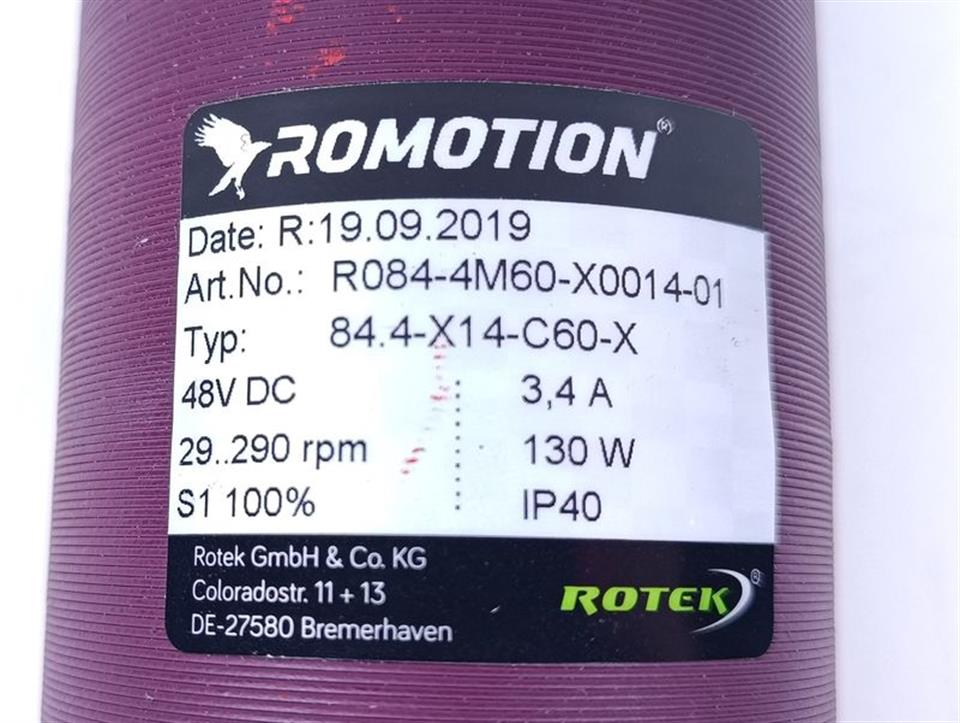 ROMOTION®
Date: R:19.09.2019
Art.No.: R084-4M60-X0014-01
Typ: 84.4-X14-C60-X
48V DC 3,4 A
29..290 rpm 130 W
S1 100% IP40
Rotek GmbH & Co. KG
Coloradostr. 11 + 13
DE-27580 Bremerhaven
ROTEK®